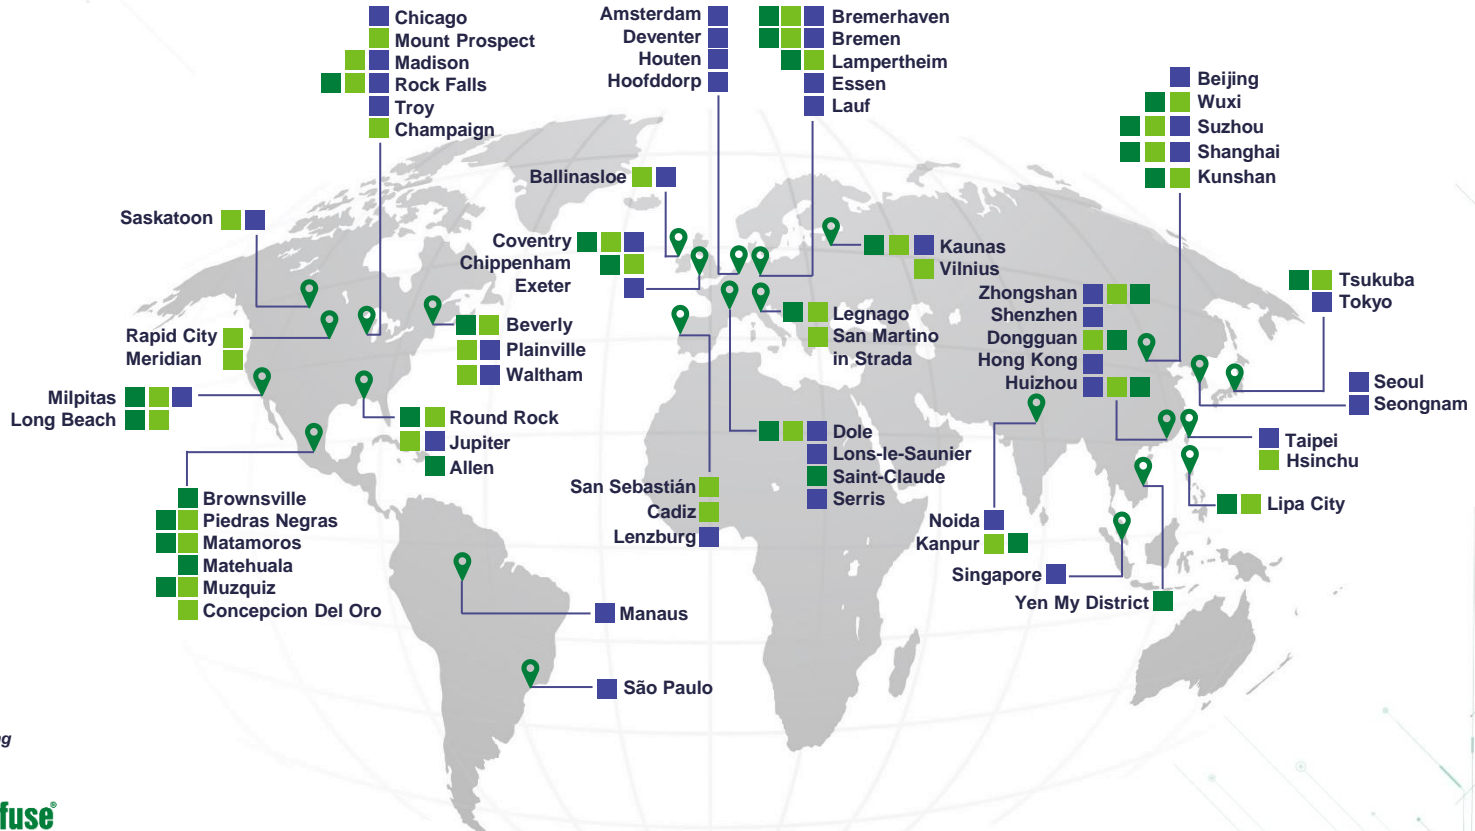 Chicago
Mount Prospect
Madison
Rock Falls
Troy
Champaign
Amsterdam
Deventer
Houten
Hoofddorp
Bremerhaven
Bremen
Lampertheim
Essen
Lauf
Beijing
Wuxi
Suzhou
Shanghai
Kunshan
Ballinasloe
Saskatoon
Coventry
Chippenham
Exeter
Kaunas
Vilnius
Tsukuba
Tokyo
Zhongshan
Shenzhen
Dongguan
Hong Kong
Huizhou
Legnago
San Martino
in Strada
Rapid City
Meridian
Beverly
Plainville
Waltham
Milpitas
Long Beach
Seoul
Seongnam
Round Rock
Jupiter
Allen
Dole
Lons-le-Saunier
Saint-Claude
Serris
Taipei
Hsinchu
San Sebastián
Cadiz
Lenzburg
Brownsville
Piedras Negras
Matamoros
Matehuala
Muzquiz
Concepcion Del Oro
Lipa City
Noida
Kanpur
Singapore
Yen My District
Manaus
São Paulo
ng
fuse®